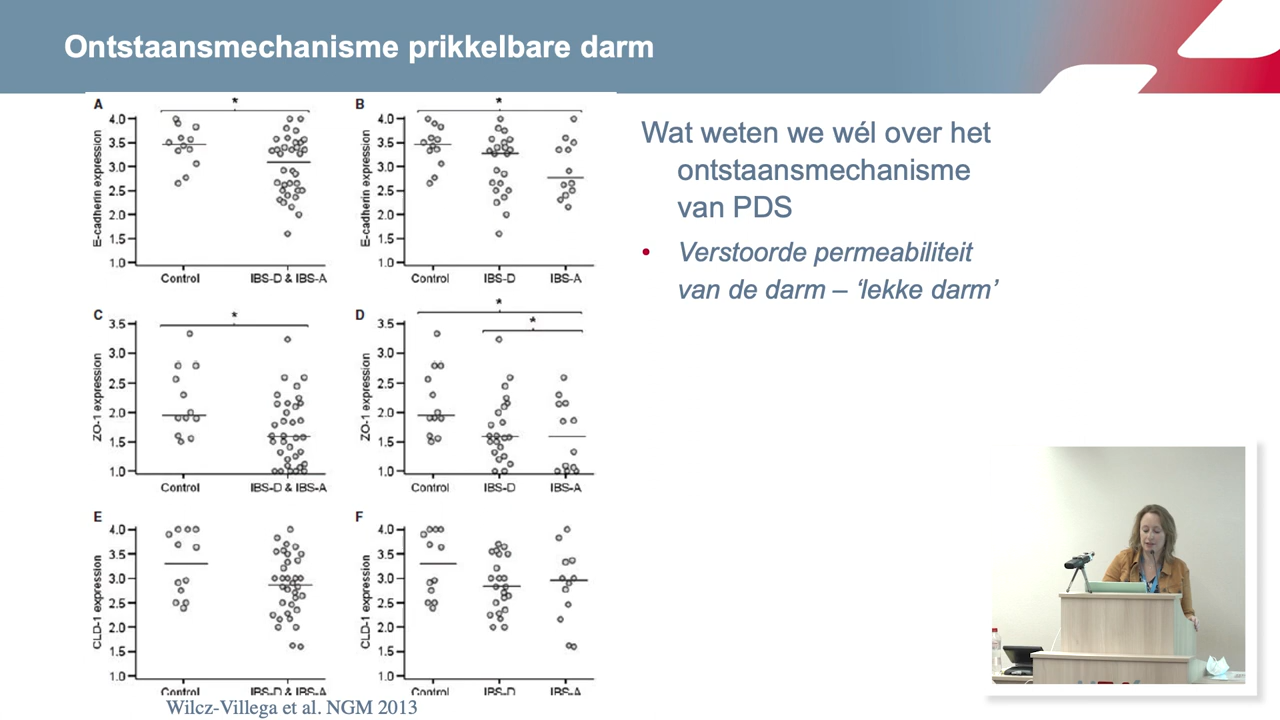 Ontstaansmechanisme prikkelbare darm
A
*
E-cadherin expression
4.0
3.5
3.0
2.5
2.0
1.5
1.0
Control
IBS-D & IBS-A
B
*
E-cadherin expression
4.0
3.5
3.0
2.5
2.0
1.5
1.0
Control
IBS-D
IBS-A
C
*
ZO-1 expression
3.5
3.0
2.5
2.0
1.5
1.0
Control
IBS-D & IBS-A
D
*
*
ZO-1 expression
3.5
3.0
2.5
2.0
1.5
1.0
Control
IBS-D
IBS-A
E
CLD-1 expression
4.0
3.5
3.0
2.5
2.0
1.5
1.0
Control
IBS-D & IBS-A
F
CLD-1 expression
4.0
3.5
3.0
2.5
2.0
1.5
1.0
Control
IBS-D
IBS-A
Wilcz-Villega et al. NGM 2013
Wat weten we wél over het
ontstaansmechanisme
van PDS
• Verstoorde permeabiliteit
van de darm – ‘lekke darm’